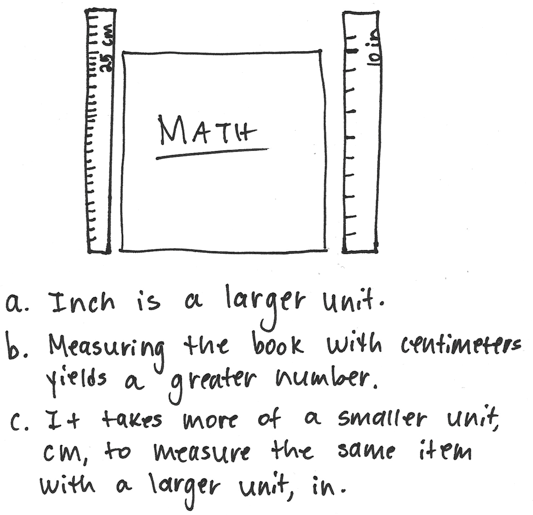 25 cm
10 in
MATH
a. Inch is a larger unit.
b. Measuring the book with centimeters
yields a greater number.
c. It takes more of a smaller unit,
cm, to measure the same item
with a larger unit, in.